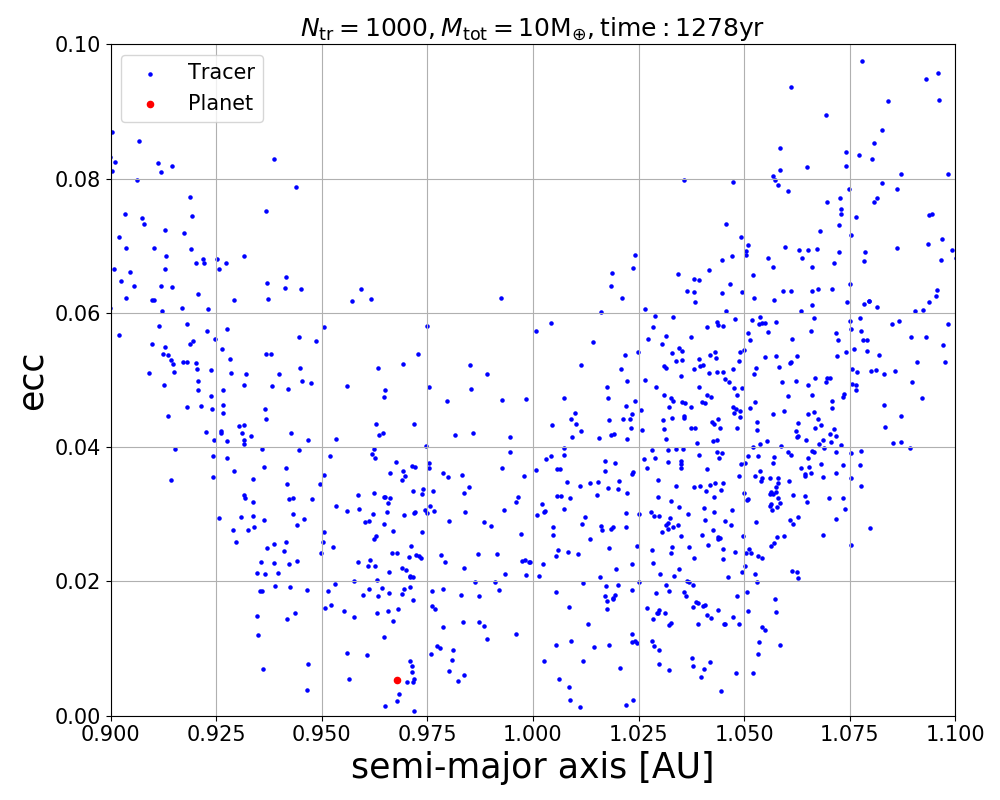 N_tr = 1000, M_tot = 10M_⊕, time : 1278yr
Tracer
Planet
ecc
0.10
0.08
0.06
0.04
0.02
0.00
0.900 0.925 0.950 0.975 1.000 1.025 1.050 1.075 1.100
semi-major axis [AU]